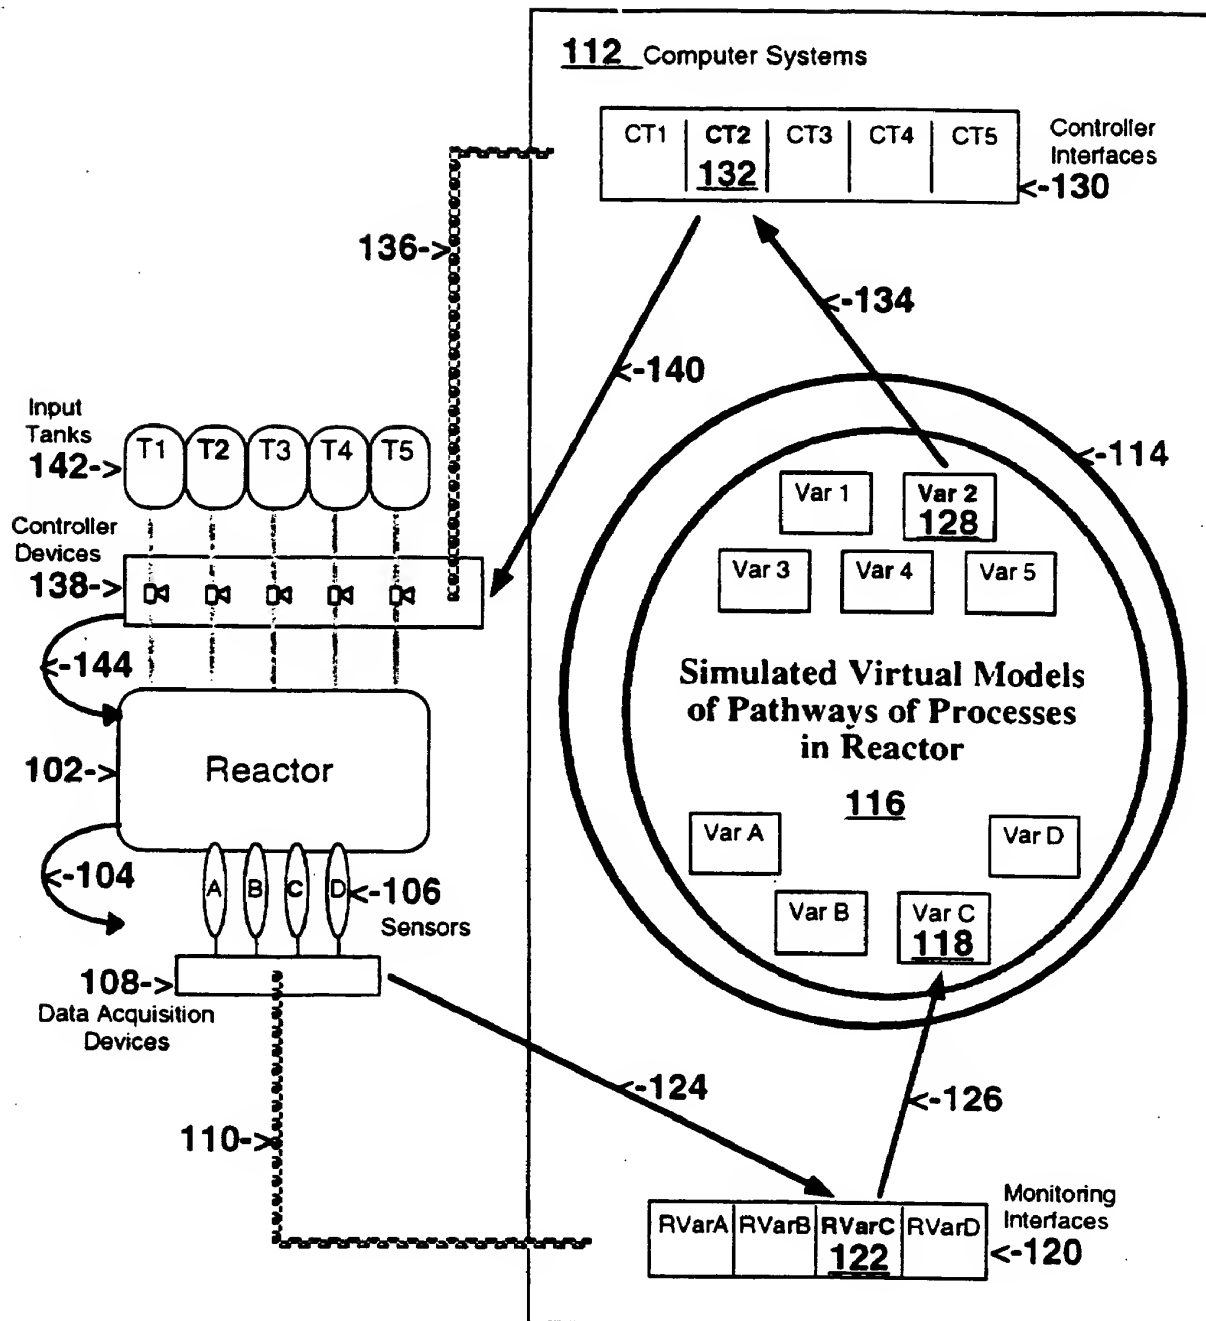 112 Computer Systems
CT1 CT2 CT3 CT4 CT5
132
Controller
Interfaces
<-130
136->
<-134
<-140
Input
Tanks
142->
T1 T2 T3 T4 T5
<-114
Var 1
Var 2
128
Controller
Devices
138->
Var 3
Var 4
Var 5
<-144
Simulated Virtual Models
of Pathways of Processes
in Reactor
116
102->
Reactor
Var A
Var D
<-104
A B C D
<-106
Sensors
Var B
Var C
118
108->
Data Acquisition
Devices
<-124
<-126
110->
RVarA RVarB RVarC RVarD
122
Monitoring
Interfaces
<-120